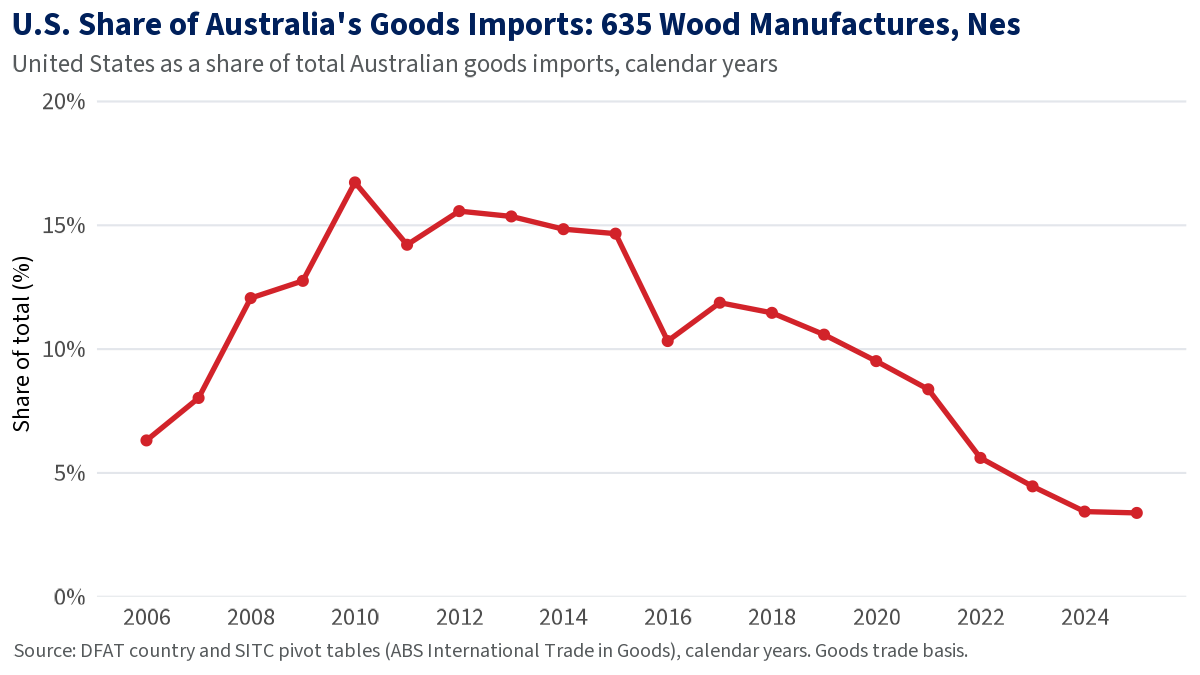 U.S. Share of Australia's Goods Imports: 635 Wood Manufactures, Nes
United States as a share of total Australian goods imports, calendar years
20%
15%
10%
5%
0%
Share of total (%)
2006 2008 2010 2012 2014 2016 2018 2020 2022 2024
Source: DFAT country and SITC pivot tables (ABS International Trade in Goods), calendar years. Goods trade basis.